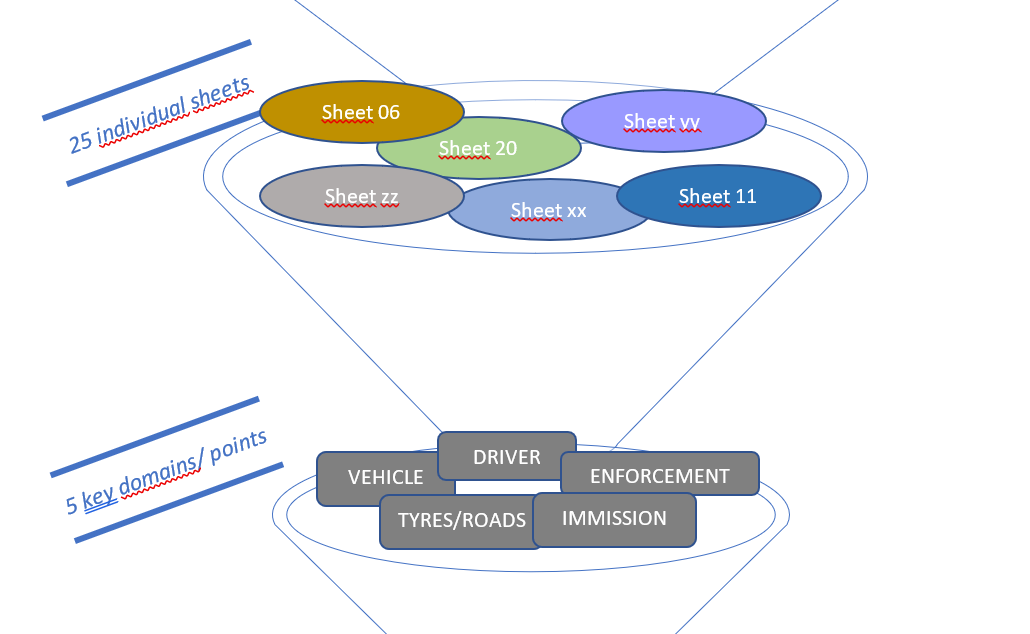 25 individual sheets
Sheet 06
Sheet vv
Sheet 20
Sheet zz
Sheet xx
Sheet 11
5 key domains/ points
DRIVER
VEHICLE
ENFORCEMENT
TYRES/ROADS
IMMISSION